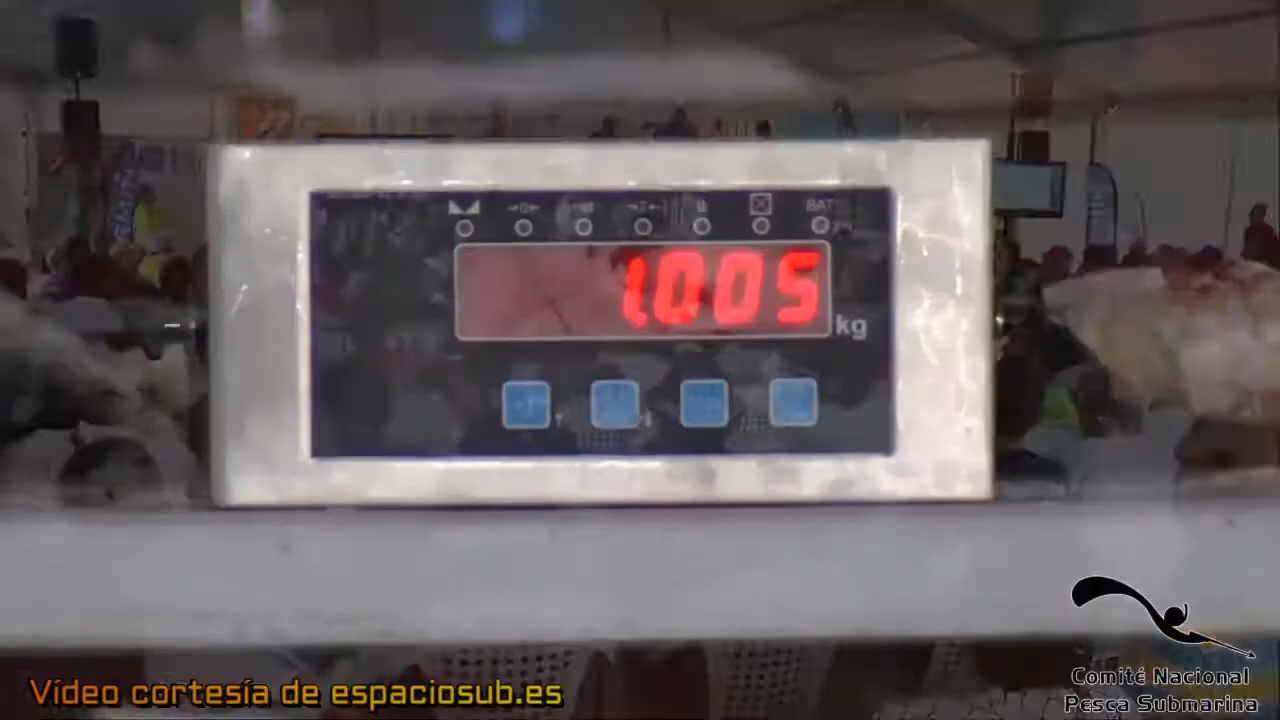 BAT
1.005
kg
Vídeo cortesía de espaciosub.es
Comité Nacional
Pesca Submarina